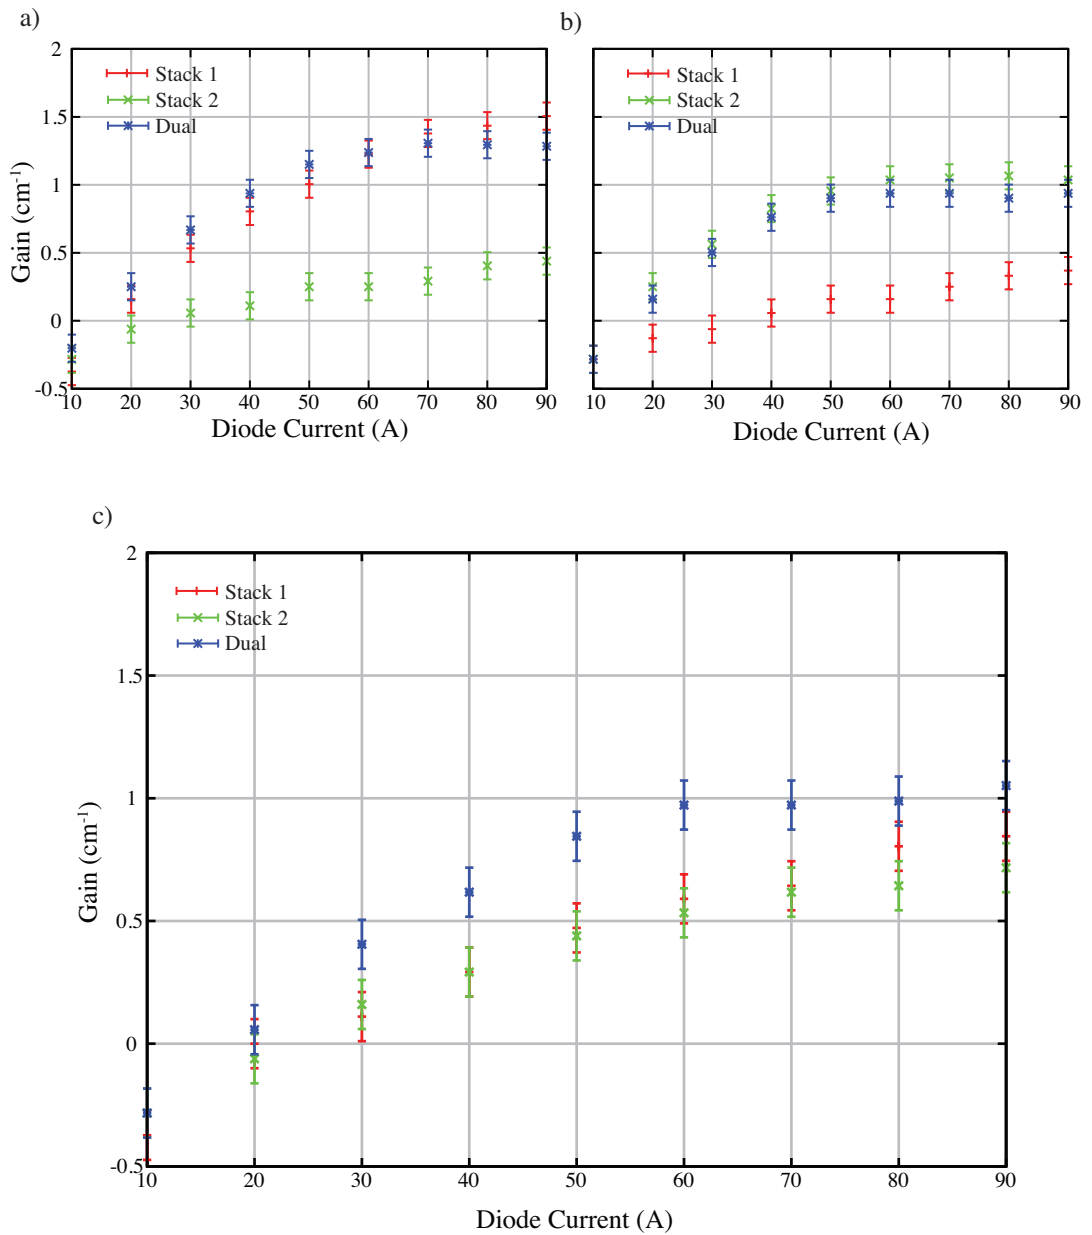 a)
2
1.5
1
0.5
0
-0.5
Gain (cm-1)
Stack 1
Stack 2
Dual
10 20 30 40 50 60 70 80 90
Diode Current (A)
b)
Stack 1
Stack 2
Dual
10 20 30 40 50 60 70 80 90
Diode Current (A)
c)
2
1.5
1
0.5
0
-0.5
Gain (cm-1)
Stack 1
Stack 2
Dual
10 20 30 40 50 60 70 80 90
Diode Current (A)